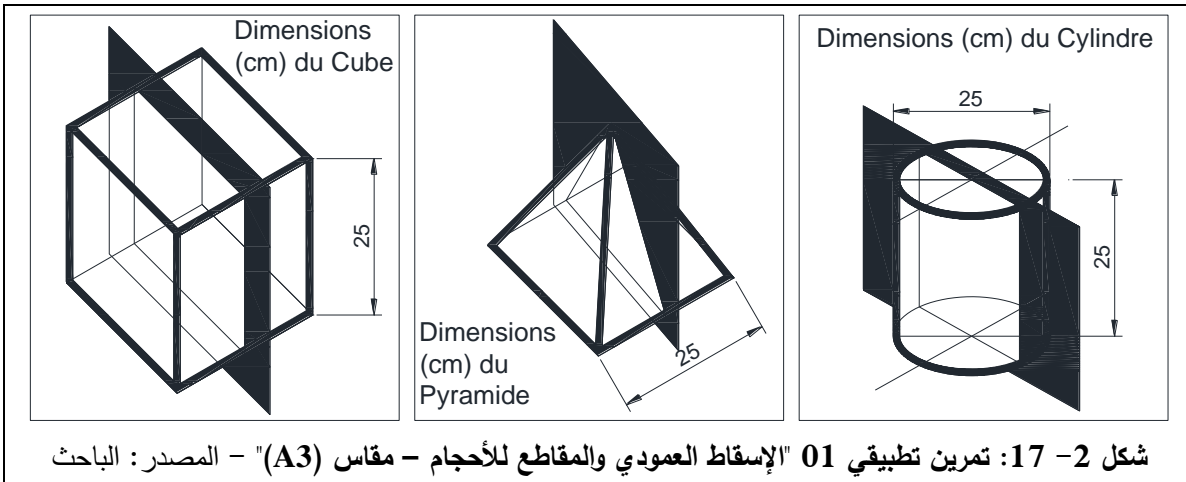 Dimensions
(cm) du Cube
25
Dimensions
(cm) du
Pyramide
25
Dimensions (cm) du Cylindre
25
25
شكل 2- 17: تمرين تطبيقي 01 "الإسقاط العمودي والمقاطع للأحجام – مقاس (A3)" - المصدر: الباحث